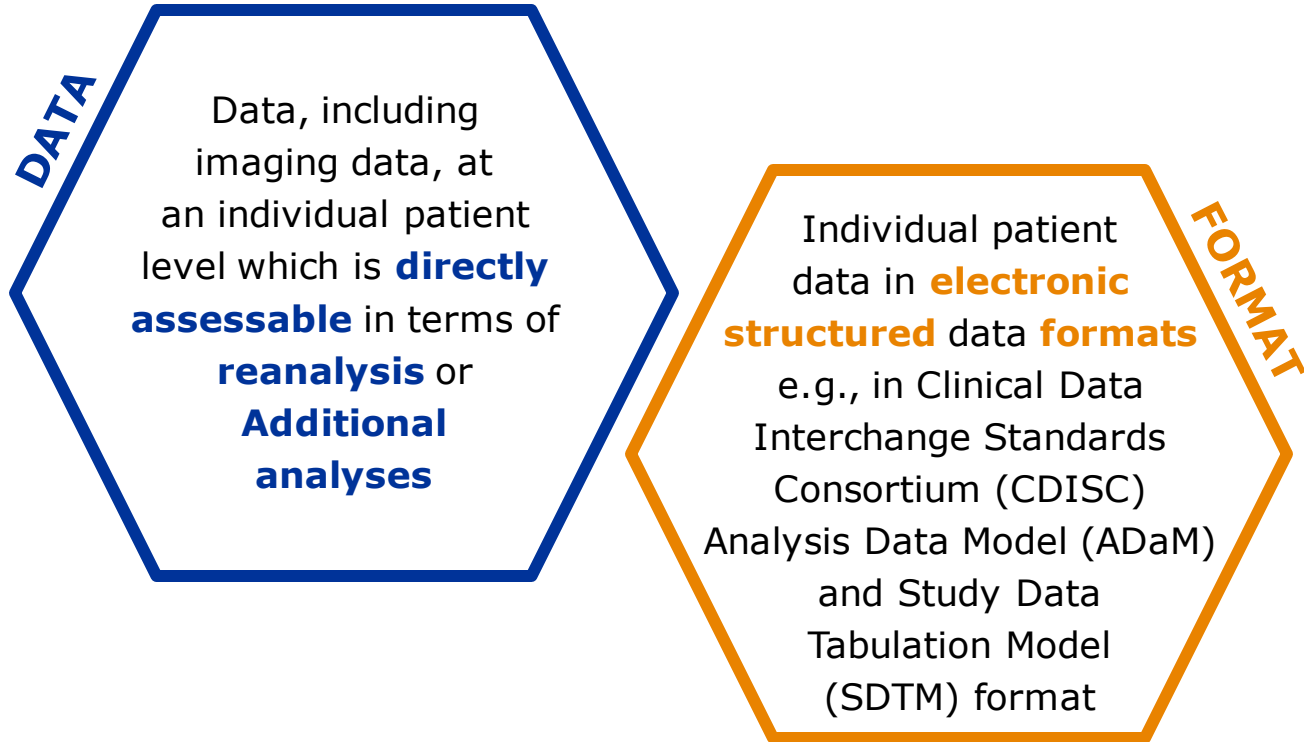 DATA
Data, including
imaging data, at
an individual patient
level which is directly
assessable in terms of
reanalysis or
Additional
analyses
FORMAT
Individual patient
data in electronic
structured data formats
e.g., in Clinical Data
Interchange Standards
Consortium (CDISC)
Analysis Data Model (ADaM)
and Study Data
Tabulation Model
(SDTM) format